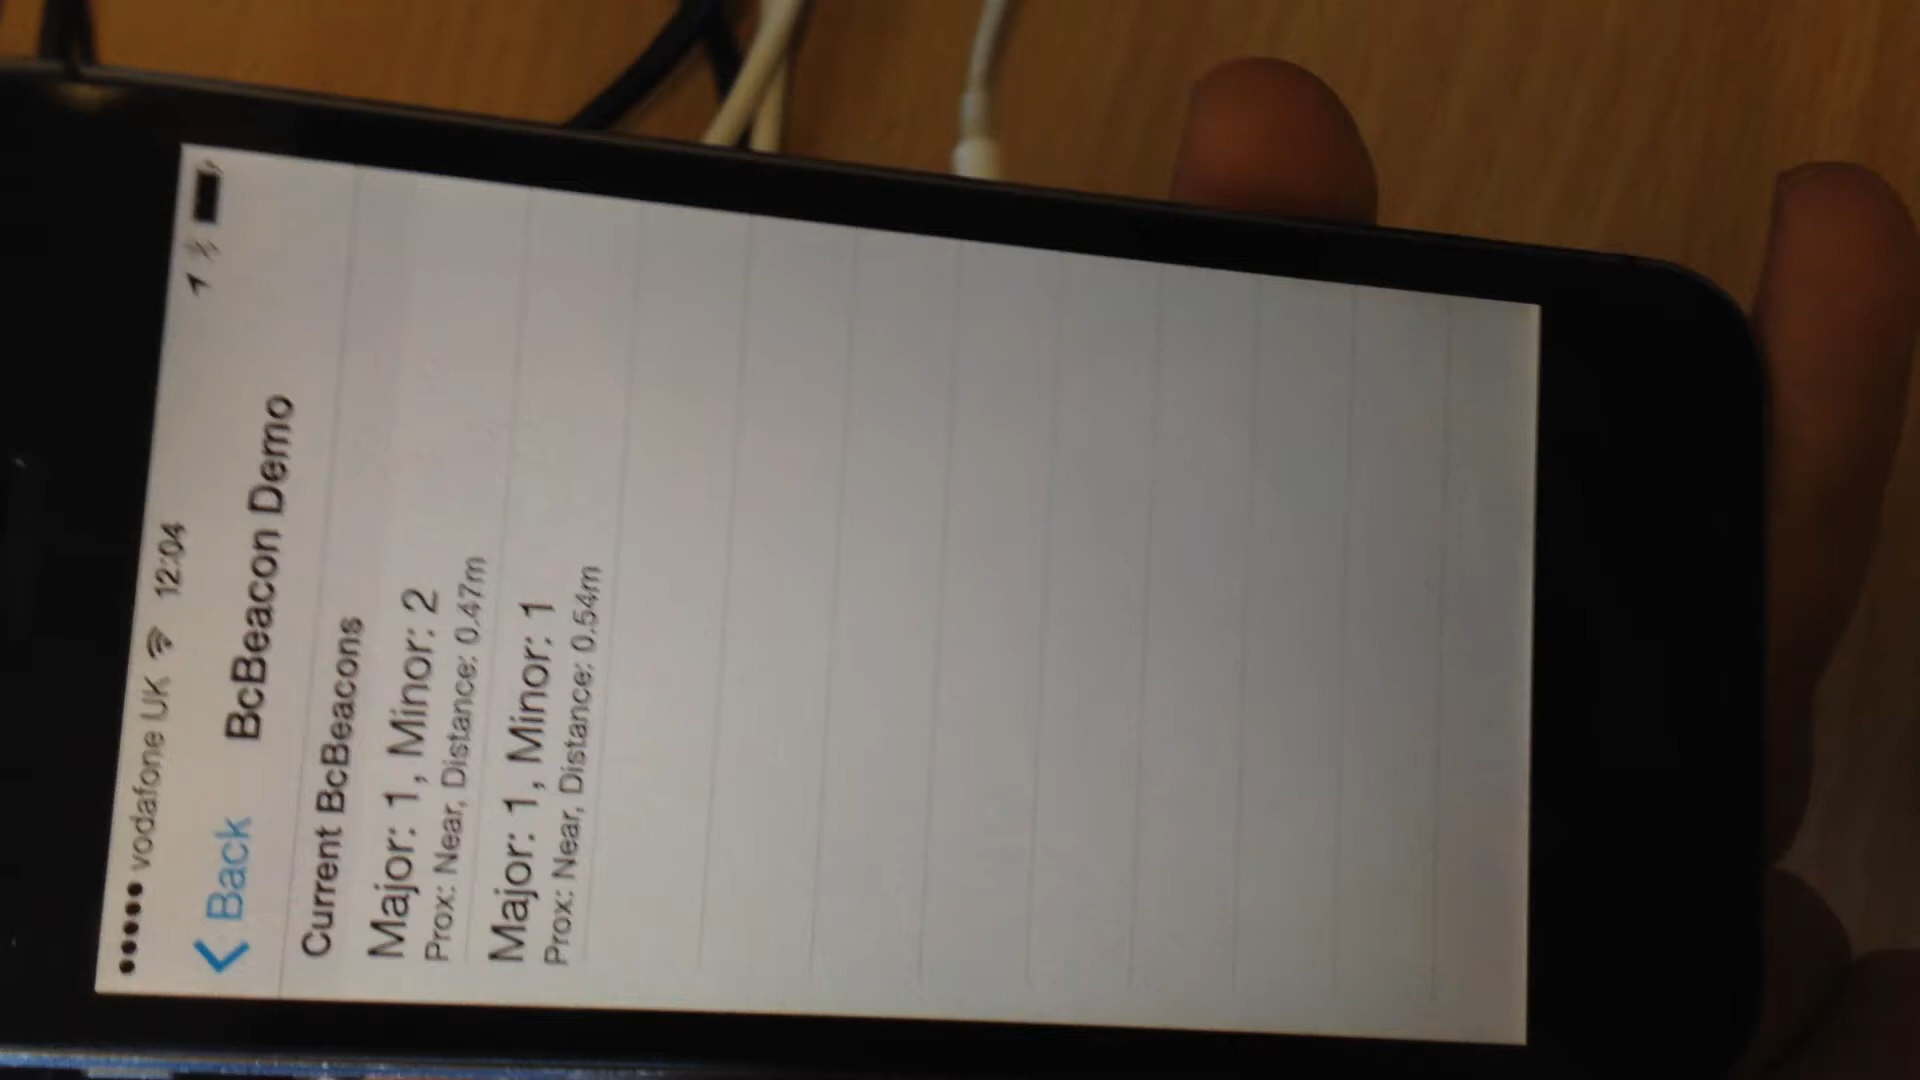 vodafone UK 12:04
Back BcBeacon Demo
Current BcBeacons
Major: 1, Minor: 2
Prox: Near, Distance: 0.47m
Major: 1, Minor: 1
Prox: Near, Distance: 0.54m